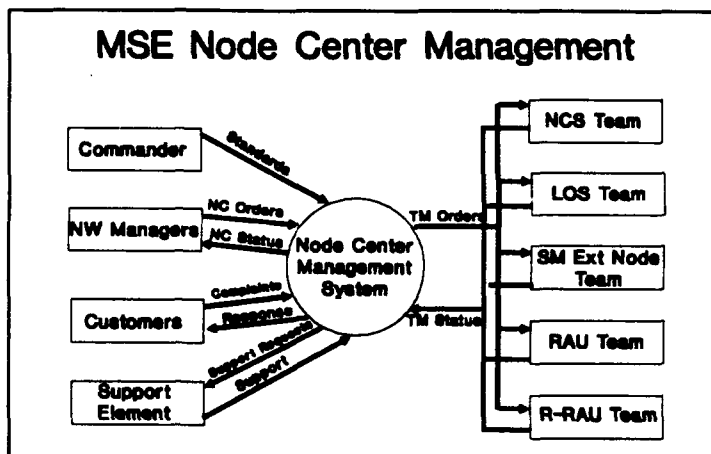 MSE Node Center Management
Commander
Standards
NW Managers
NC Orders
NC Status
Customers
Complaints
Response
Support
Element
Support Requests
Support
Node Center
Management
System
TM Orders
TM Status
NCS Team
LOS Team
SM Ext Node
Team
RAU Team
R-RAU Team